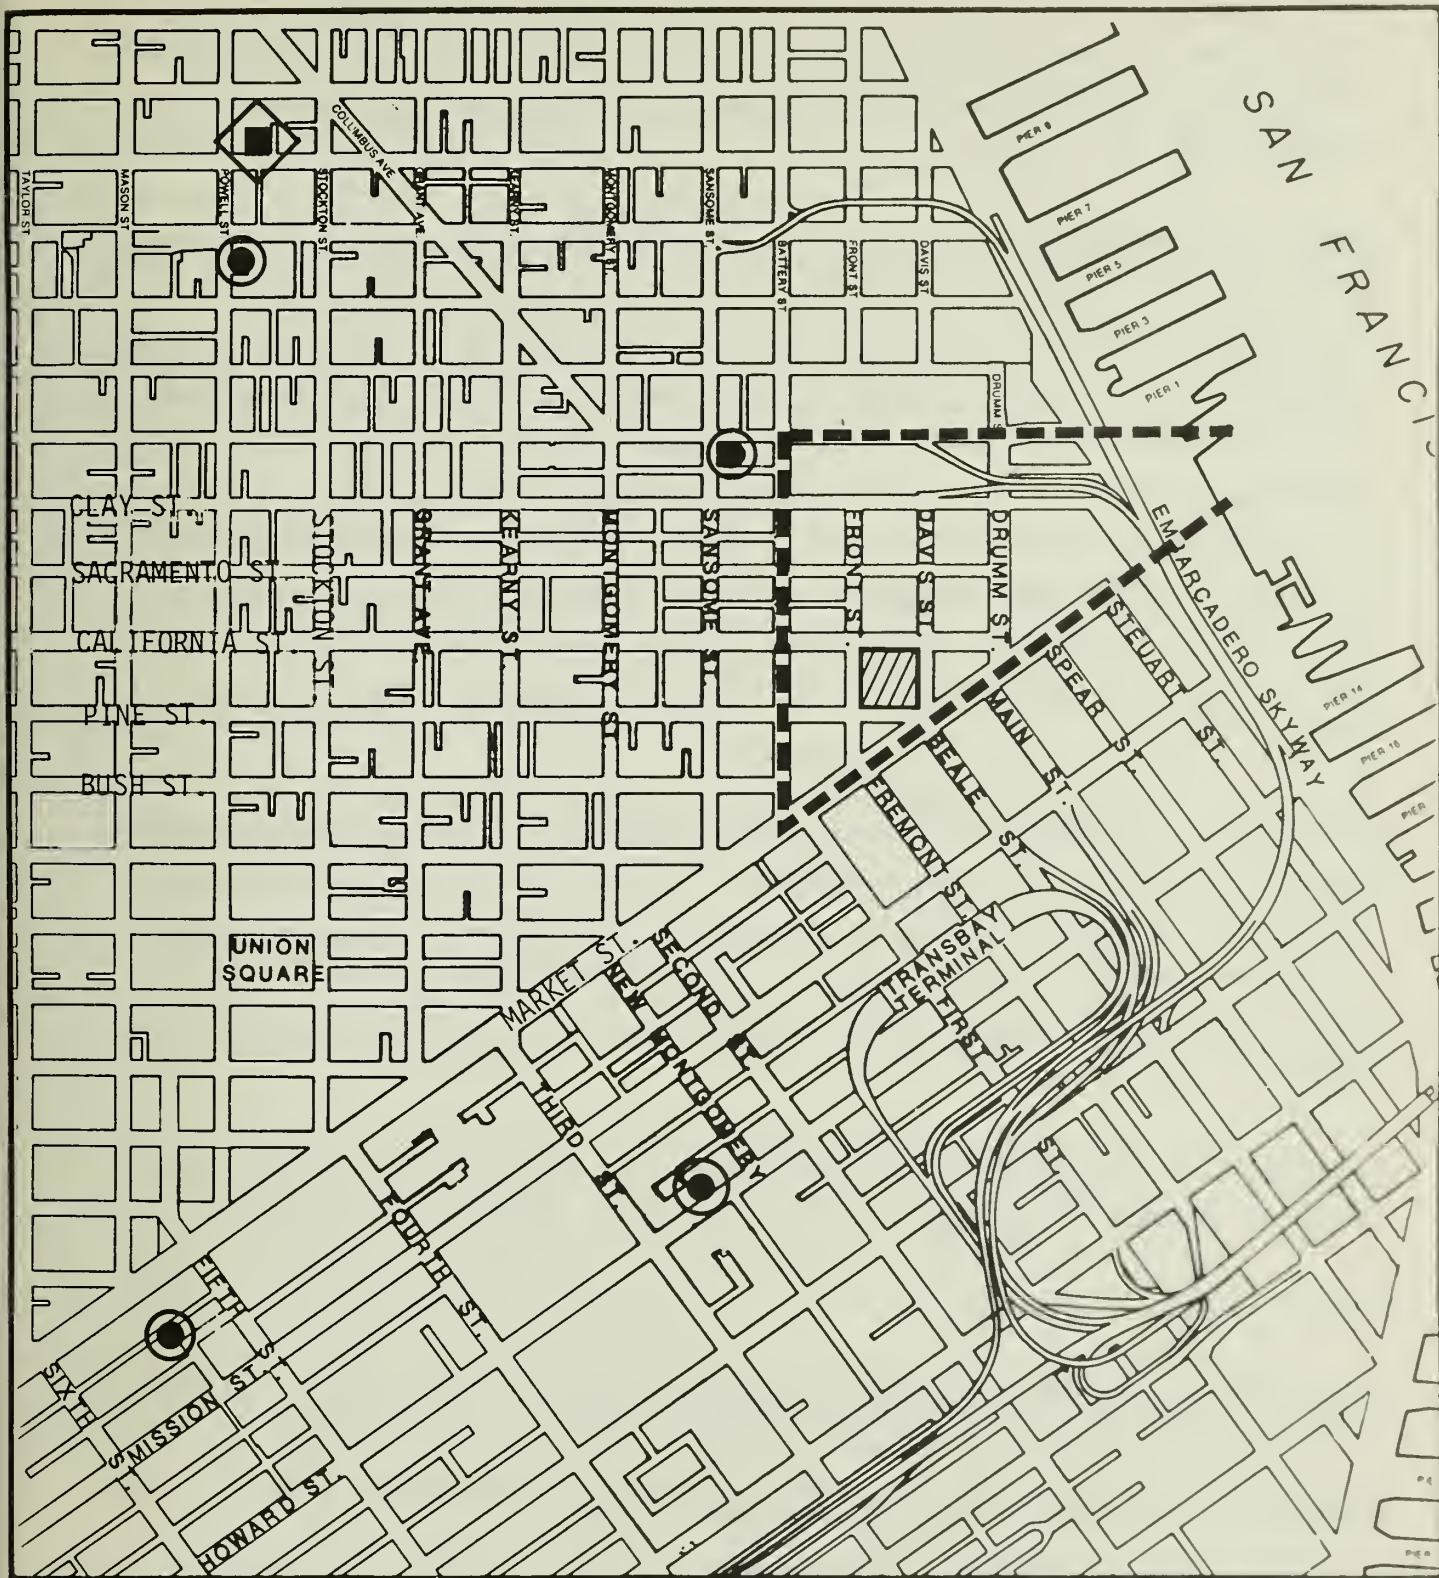 SAN FRANCI
PIER 9
PIER 7
PIER 5
PIER 3
PIER 1
COLUMBUS AVE
TAYLOR ST
MASON ST
POWELL ST
STOCKTON ST.
GRANT AVE.
KEARNY ST.
MONTGOMERY ST.
SANSOME ST.
BATTERY ST
FRONT ST
DAVIS ST
DRUMM S
CLAY ST.
SACRAMENTO ST.
CALIFORNIA ST.
PINE ST.
BUSH ST.
STOCKTON ST.
GRANT AVE.
KEARNY ST.
MONTGOMERY ST.
SANSOME ST.
FRONT S
DAVIS ST.
DRUMM ST.
EMBARCADERO SKYWAY
STEUART ST.
SPEAR ST.
MAIN ST.
BEALE ST.
FREMONT ST.
PIER 14
PIER 16
PIER
UNION
SQUARE
MARKET ST.
SECOND ST.
NEW MONTGOMERY
TRANSBAY
TERMINAL
FIRST ST.
THIRD ST.
FOURTH ST.
FIFTH ST.
SIXTH ST.
MISSION ST.
HOWARD ST.